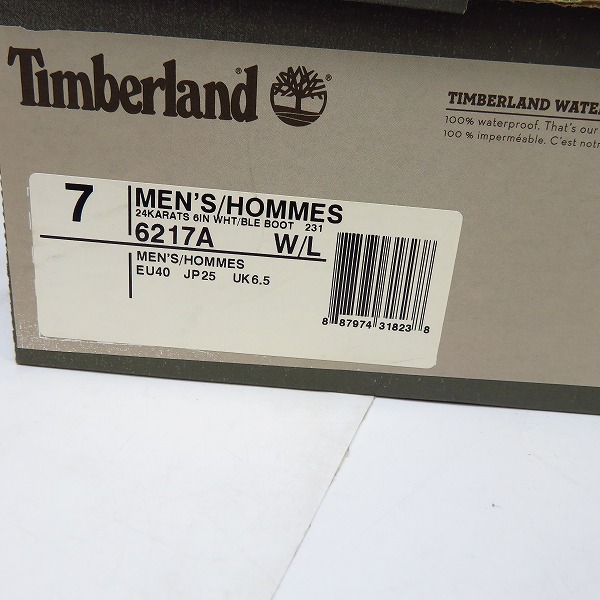 Timberland®
TIMBERLAND WATE
100% waterproof. That's our
100 % imperméable. C'est notr
7
MEN'S/HOMMES
24KARATS 6IN WHT/BLE BOOT 231
6217A W/L
MEN'S/HOMMES
EU40 JP25 UK6.5
8 87974 31823 8